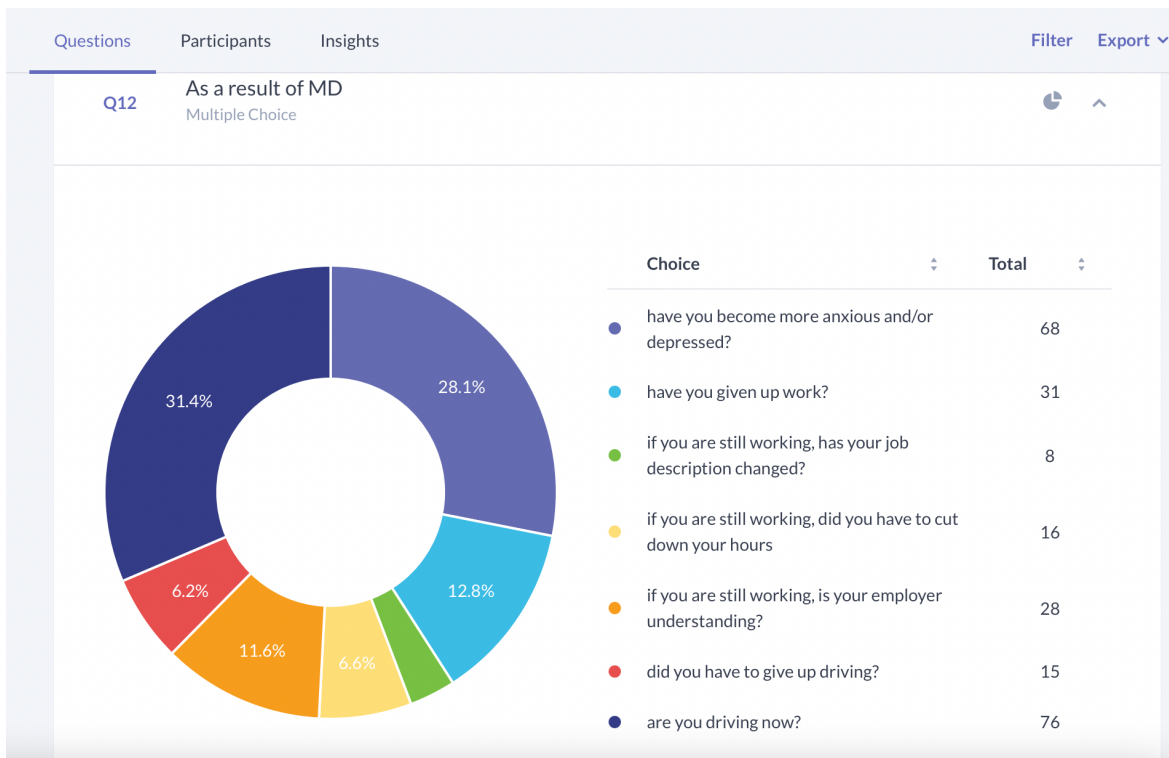 Questions Participants Insights Filter Export
Q12 As a result of MD
Multiple Choice
Choice Total
have you become more anxious and/or
depressed? 68
have you given up work? 31
if you are still working, has your job
description changed? 8
if you are still working, did you have to cut
down your hours 16
if you are still working, is your employer
understanding? 28
did you have to give up driving? 15
are you driving now? 76
28.1%
31.4%
12.8%
6.2%
11.6%
6.6%